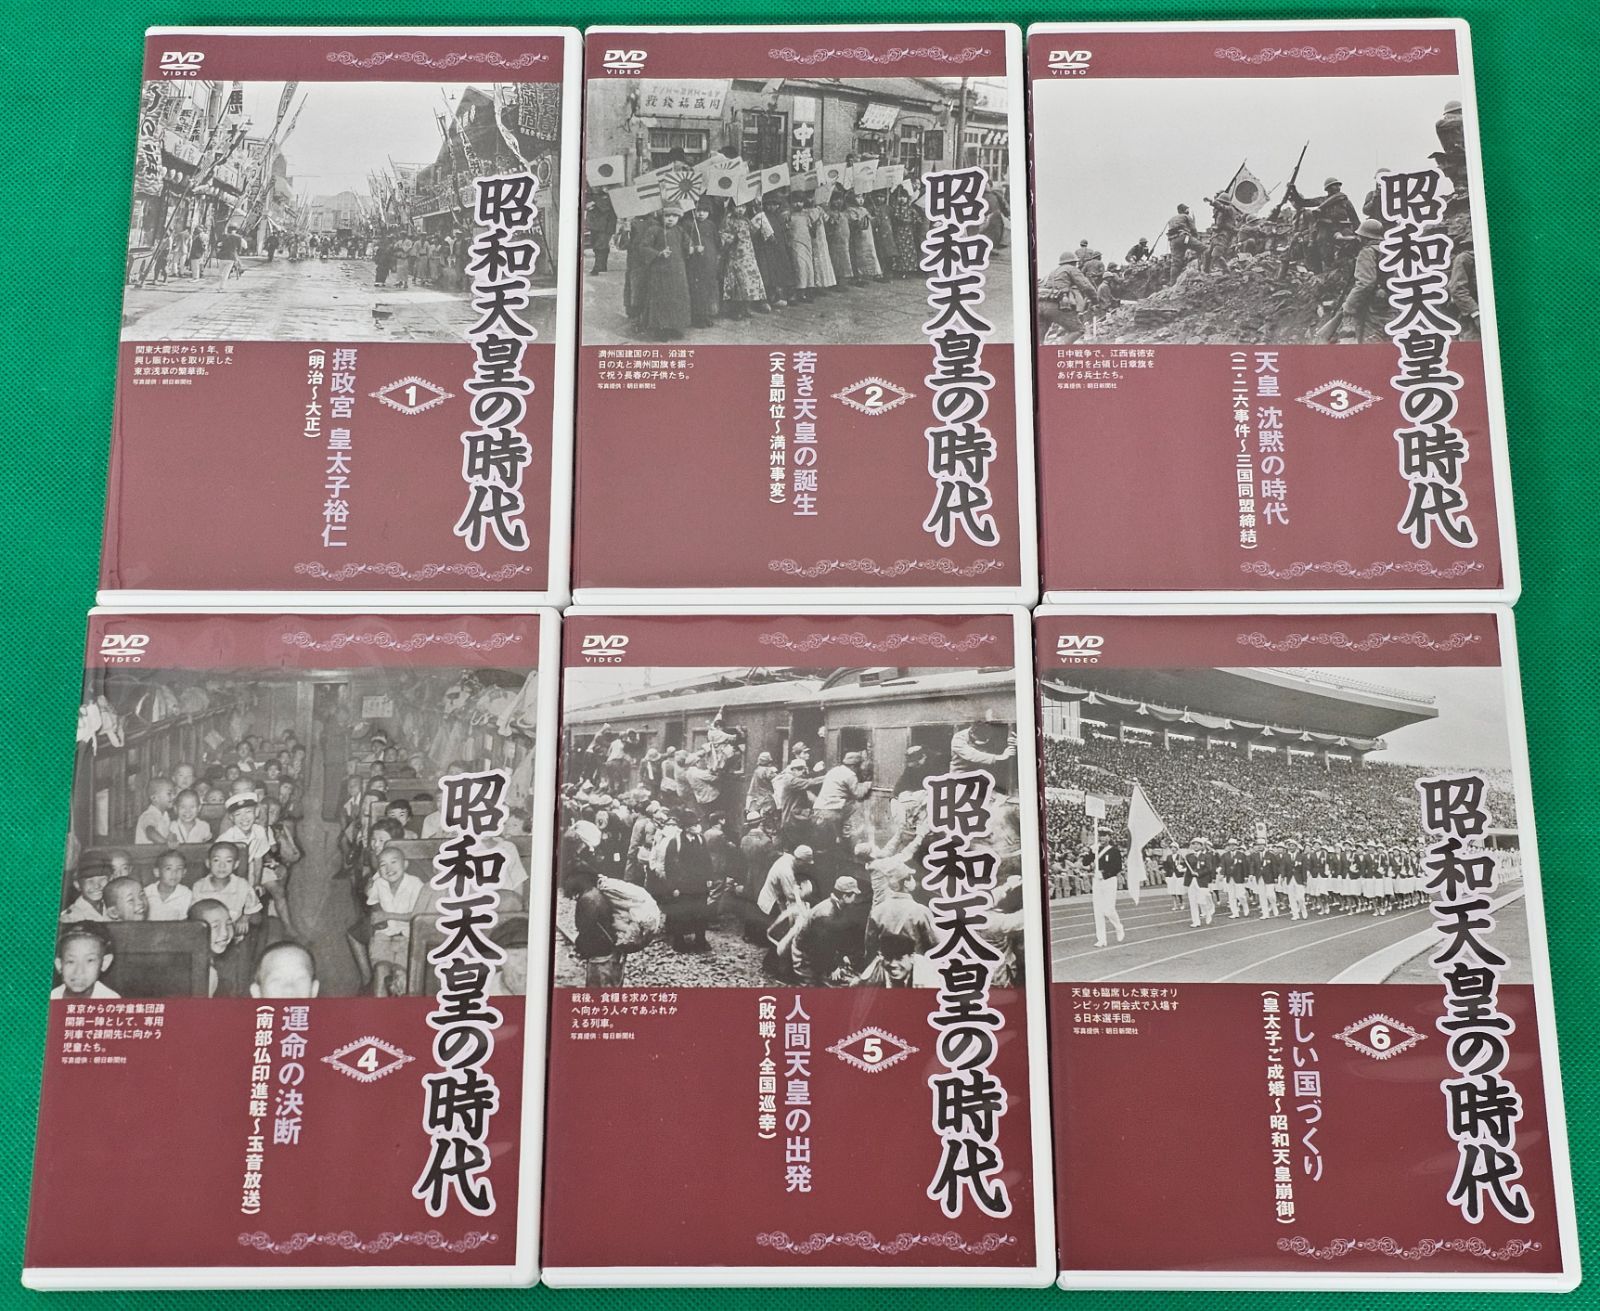 DVD
VIDEO
昭和天皇の時代
1
摂政宮 皇太子裕仁
(明治～大正)
関東大震災から1年、復
興し賑わいを取り戻した
東京浅草の繁華街。
写真提供：朝日新聞社
DVD
VIDEO
中将
昭和天皇の時代
2
若き天皇の誕生
(天皇即位～満州事変)
満州国建国の日、沿道で
日の丸と満州国旗を振っ
て祝う長春の子供たち。
写真提供：朝日新聞社
DVD
VIDEO
昭和天皇の時代
3
天皇 沈黙の時代
(二・二六事件～三国同盟締結)
日中戦争で、江西省徳安
の東門を占領し日章旗を
あげる兵士たち。
写真提供：朝日新聞社
DVD
VIDEO
昭和天皇の時代
4
運命の決断
(南部仏印進駐～玉音放送)
東京からの学童集団疎
開第一陣として、専用
列車で疎開先に向かう
児童たち。
写真提供：朝日新聞社
DVD
VIDEO
昭和天皇の時代
5
人間天皇の出発
(敗戦～全国巡幸)
戦後、食糧を求めて地方
へ向かう人々であふれか
える列車。
写真提供：毎日新聞社
DVD
VIDEO
昭和天皇の時代
6
新しい国づくり
(皇太子ご成婚～昭和天皇崩御)
天皇も臨席した東京オリ
ンピック開会式で入場す
る日本選手団。
写真提供：朝日新聞社